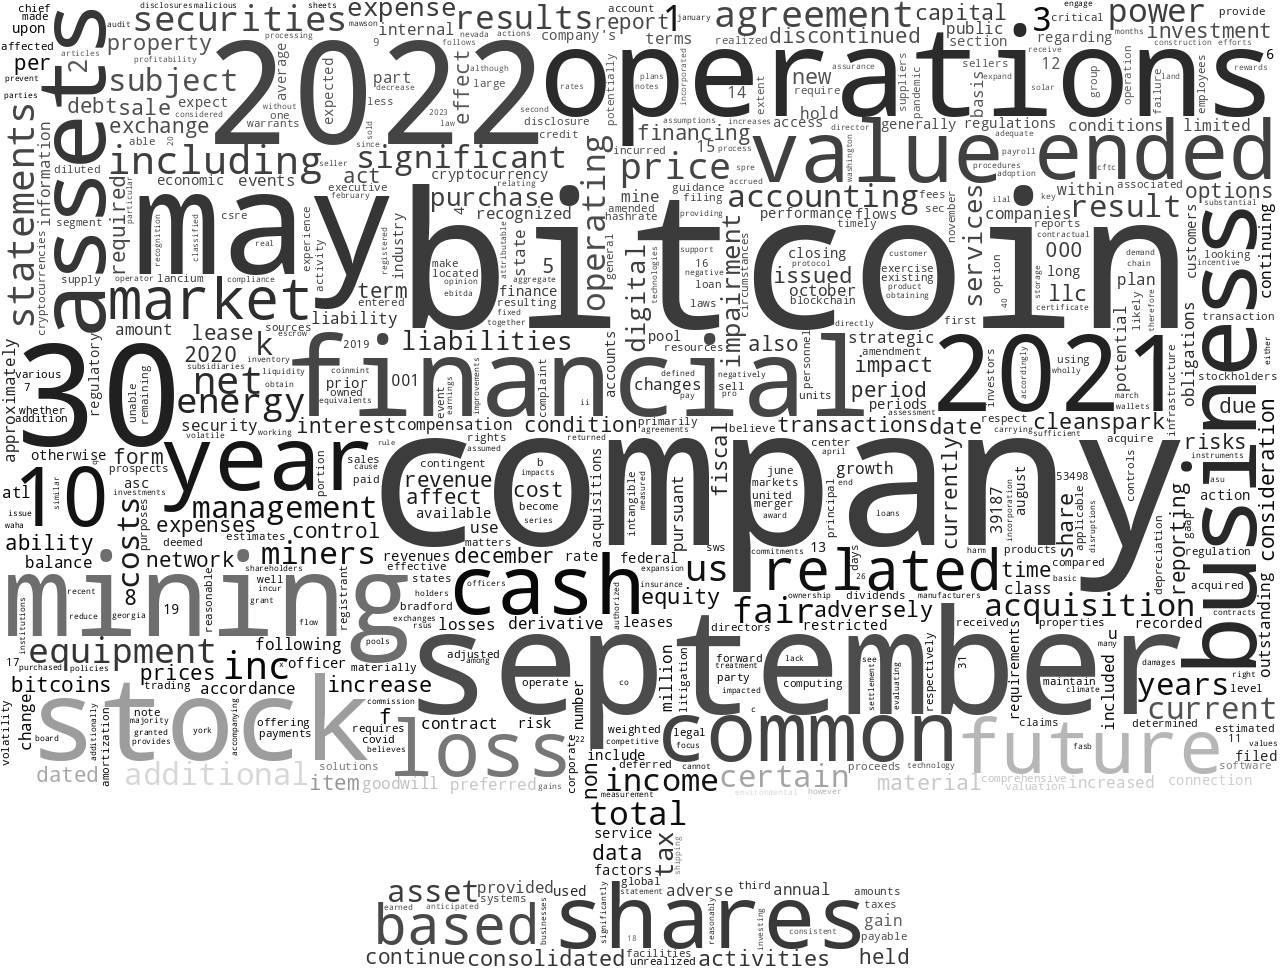 chief
made
upon
affected
per
prevent
parties
disclosures
malicious
sheets
securities
expense
account
january
results
report
1
agreement
capital
3
critical
engage
power
provide
months
investment
mawson
nevada
actions
internal
company's
terms
realized
discontinued
public
section
regarding
construction
efforts
property
audit
processing
9
follows
articles
profitability
2
assets
2022
operations
6
subject
debt
sale
expect
considered
exchange
able
20
without
one
warrants
average
expected
part
decrease
less
although
large
effect
2023
law
sold
since
second
disclosure
credit
rates
plans
notes
potentially
incorporated
increases
assumptions
14
extent
assurance
new
require
hold
suppliers
pandemic
sellers
expand
basis
solar
12
receive
group
operation
failure
land
employees
rewards
statements
information
cryptocurrencies
diluted
including
significant
seller
cryptocurrency
operating
financing
incurred
15
process
access
director
generally
regulations
adequate
conditions
limited
price
value
ended
washington
payroll
procedures
adoption
cftc
economic
events
act
executive
february
relating
purchase
recognized
4
mine
amended
hashrate
guidance
filing
accrued
spre
accounting
fees
sec
november
ilal
key
within
associated
options
substantial
required
particular
segment
supply
operator
lancium
compliance
recognition
classified
csre
real
experience
activity
registered
industry
may
bitcoin
make
located
opinion
ebitda
state
general
attributable
5
aggregate
finance
resulting
fixed
together
digital
technologies
providing
support
16
negative
loan
laws
impairment
performance
flows
timely
closing
protocol
issued
october
blockchain
circumstances
customer
exercise
existing
product
obtaining
services
companies
reports
result
contractual
option
000
long
llc
40
storage
certificate
demand
chain
plan
likely
therefore
customers
looking
incentive
continuing
market
term
entered
liability
amount
lease
sources
escrow
2019
liabilities
pool
resources
also
directly
first
strategic
amendment
transaction
obligations
infrastructure
potential
using
wholly
either
stockholders
approximately
various
7
whether
addition
regulatory
2020
subsidiaries
k
inventory
liquidity
obtain
net
30
unable
remaining
energy
coinmint
prior
owned
equivalents
001
financial
event
earnings
improvements
complaint
ii
accounts
defined
changes
pay
negatively
sell
pro
personnel
units
impact
period
periods
assessment
2021
investors
accordingly
march
wallets
due
business
security
volatile
working
interest
compensation
condition
primarily
agreements
believe
transactions
date
respect
carrying
sufficient
cleanspark
acquire
risks
instruments
consideration
otherwise
form
prospects
asc
investments
atl
10
issue
waha
similar
purposes
year
portion
sales
cause
paid
rule
contingent
revenue
affect
available
rights
assumed
b
impacts
cost
become
series
returned
acquisitions
intangible
measured
pursuant
fiscal
june
markets
united
merger
award
center
april
growth
end
principal
loans
currently
company
39187
incorporation
august
53498
share
applicable
disruptions
controls
reporting
gaap
asu
action
management
expenses
estimates
control
ability
balance
costs
deemed
network
miners
use
matters
revenues
december
rate
federal
sws
commitments
13
days
harm
products
compared
depreciation
regulation
mining
recent
reduce
institutions
8
georgia
19
reasonable
shareholders
well
incur
grant
flow
registrant
effective
states
holders
bradford
exchanges
rsus
officers
cash
authorized
expansion
insurance
us
equity
ownership
26
dividends
manufacturers
related
time
class
basic
acquired
contracts
outstanding
losses
derivative
leases
directors
fair
adversely
restricted
received
acquisition
properties
u
many
recorded
17
purchased
policies
equipment
following
pools
prices
trading
inc
x
officer
materially
adjusted
among
september
million
litigation
forward
treatment
party
impacted
c
lack
computing
see
settlement
evaluating
respectively
31
requirements
maintain
climate
included
damages
years
right
level
bitcoins
accordance
increase
commission
operate
co
number
volatility
change
board
additionally
amortization
note
majority
granted
provides
york
accompanying
stock
offering
payments
f
requires
covid
believes
contract
risk
loss
22
corporate
weighted
competitive
include
legal
focus
common
claims
future
determined
current
estimated
11
values
filed
dated
additional
solutions
item
goodwill
preferred
gains
non
deferred
cannot
income
measurement
certain
environmental
proceeds
technology
however
material
comprehensive
valuation
fasb
increased
software
connection
total
service
data
factors
tax
shipping
asset
earned
provided
systems
anticipated
used
businesses
significantly
global
statement
adverse
third
annual
amounts
taxes
based
shares
18
reasonably
investing
consistent
gain
payable
continue
consolidated
facilities
unrealized
activities
held